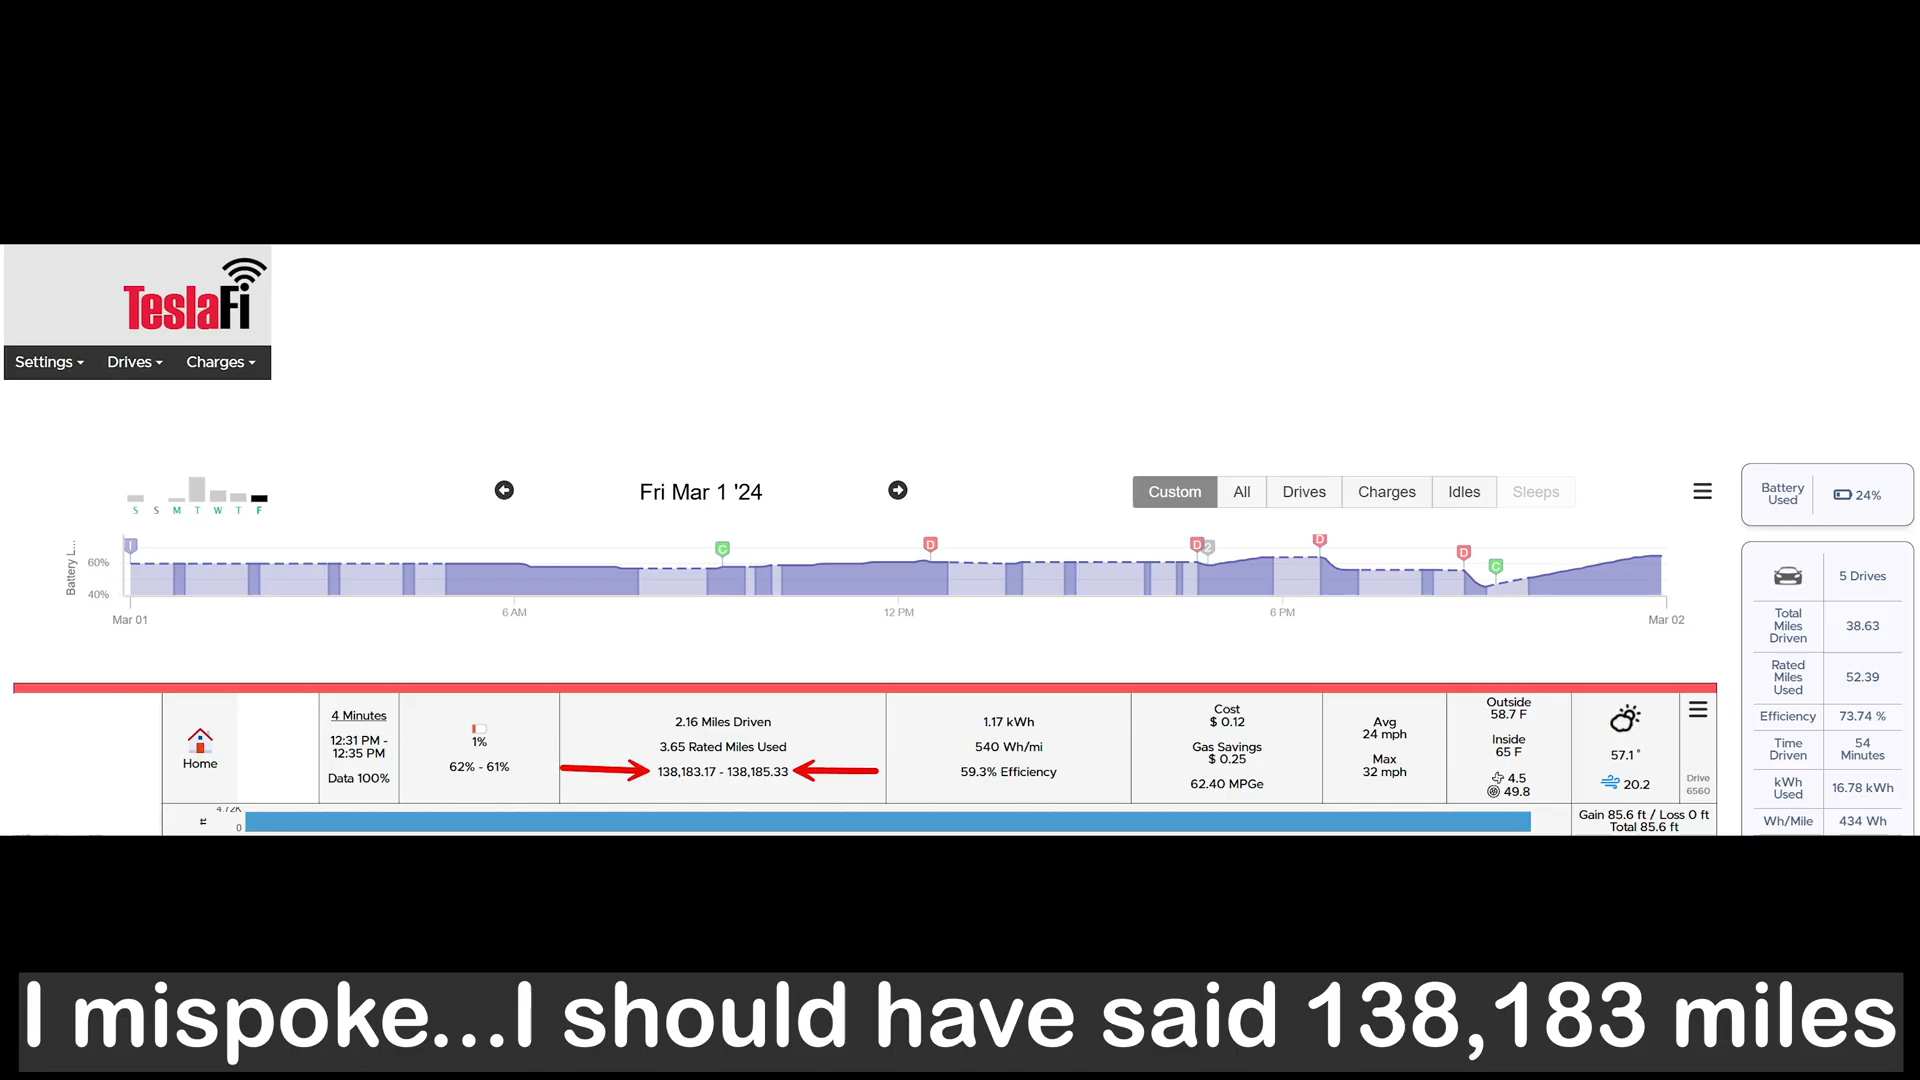 TeslaFi
Settings Drives Charges
S S M T W T F
Fri Mar 1 '24
Custom All Drives Charges Idles Sleeps
Battery Used 24%
Battery L...
60%
40%
! C D D 2 D D C
Mar 01 6 AM 12 PM 6 PM Mar 02
5 Drives
Total Miles Driven 38.63
Rated Miles Used 52.39
Efficiency 73.74 %
Time Driven 54 Minutes
kWh Used 16.78 kWh
Wh/Mile 434 Wh
Home
4 Minutes
12:31 PM -
12:35 PM
Data 100%
1%
62% - 61%
2.16 Miles Driven
3.65 Rated Miles Used
138,183.17 - 138,185.33
1.17 kWh
540 Wh/mi
59.3% Efficiency
Cost
$ 0.12
Gas Savings
$ 0.25
62.40 MPGe
Avg
24 mph
Max
32 mph
Outside
58.7 F
Inside
65 F
4.5
49.8
57.1°
20.2
Drive
6560
4.72K
0
ft
Gain 85.6 ft / Loss 0 ft
Total 85.6 ft
I mispoke...I should have said 138,183 miles